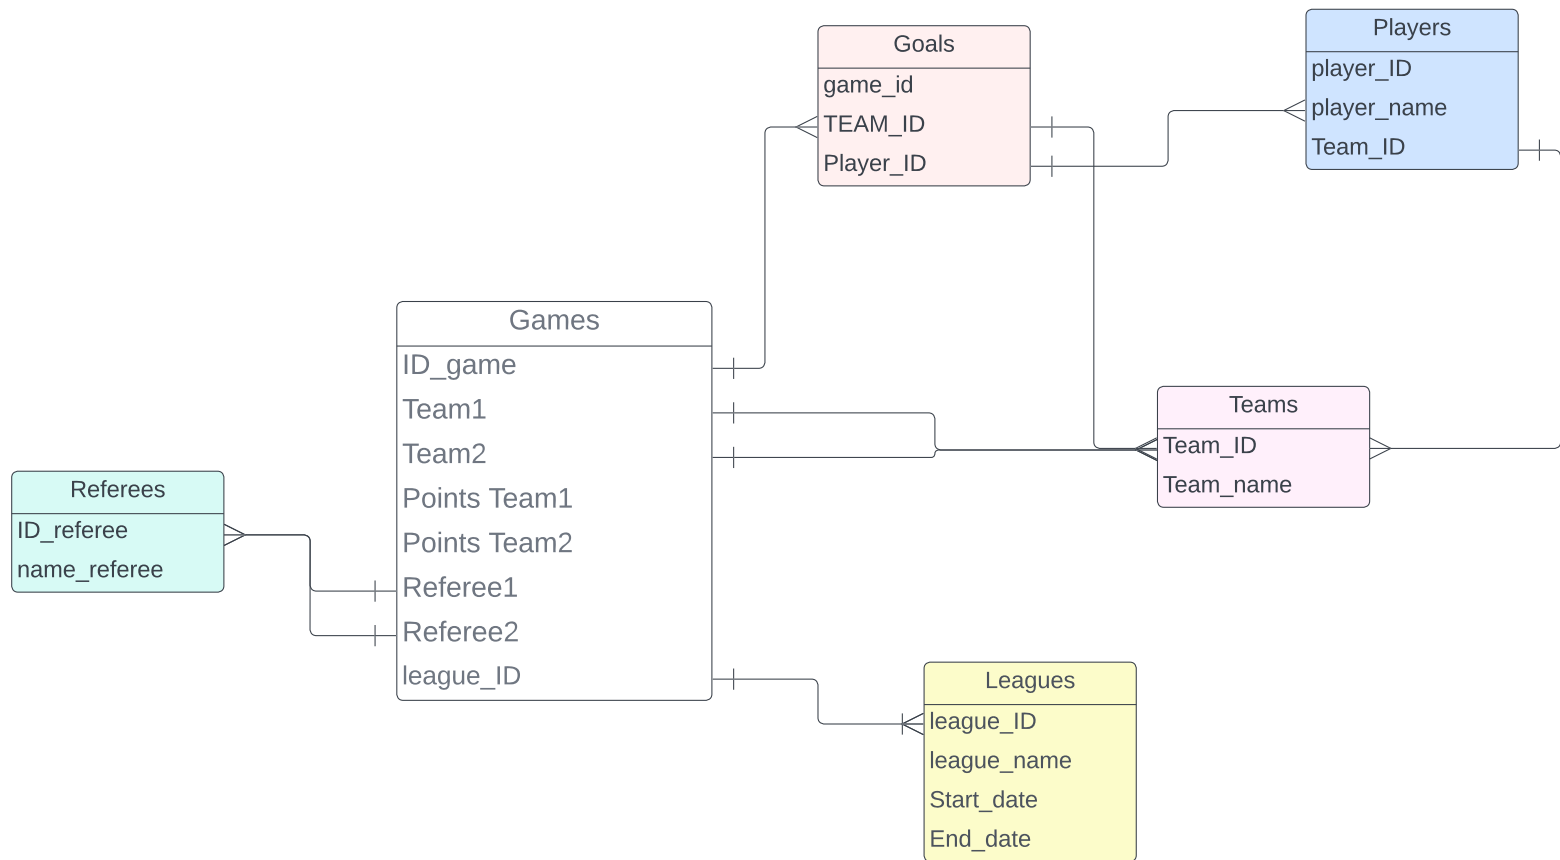 Goals
game_id
TEAM_ID
Player_ID
Players
player_ID
player_name
Team_ID
Games
ID_game
Team1
Team2
Points Team1
Points Team2
Referee1
Referee2
league_ID
Teams
Team_ID
Team_name
Referees
ID_referee
name_referee
Leagues
league_ID
league_name
Start_date
End_date